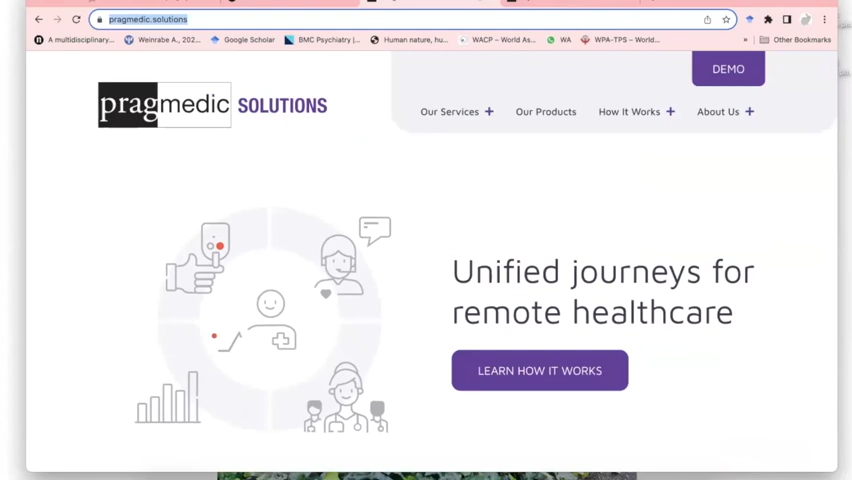 pragmedic.solutions
A multidisciplinary...
Weinrabe A., 202...
Google Scholar
BMC Psychiatry |...
Human nature, hu...
WACP – World As...
WA
WPA-TPS – World...
»
Other Bookmarks
DEMO
pragmedic SOLUTIONS
Our Services +
Our Products
How It Works +
About Us +
Unified journeys for
remote healthcare
LEARN HOW IT WORKS